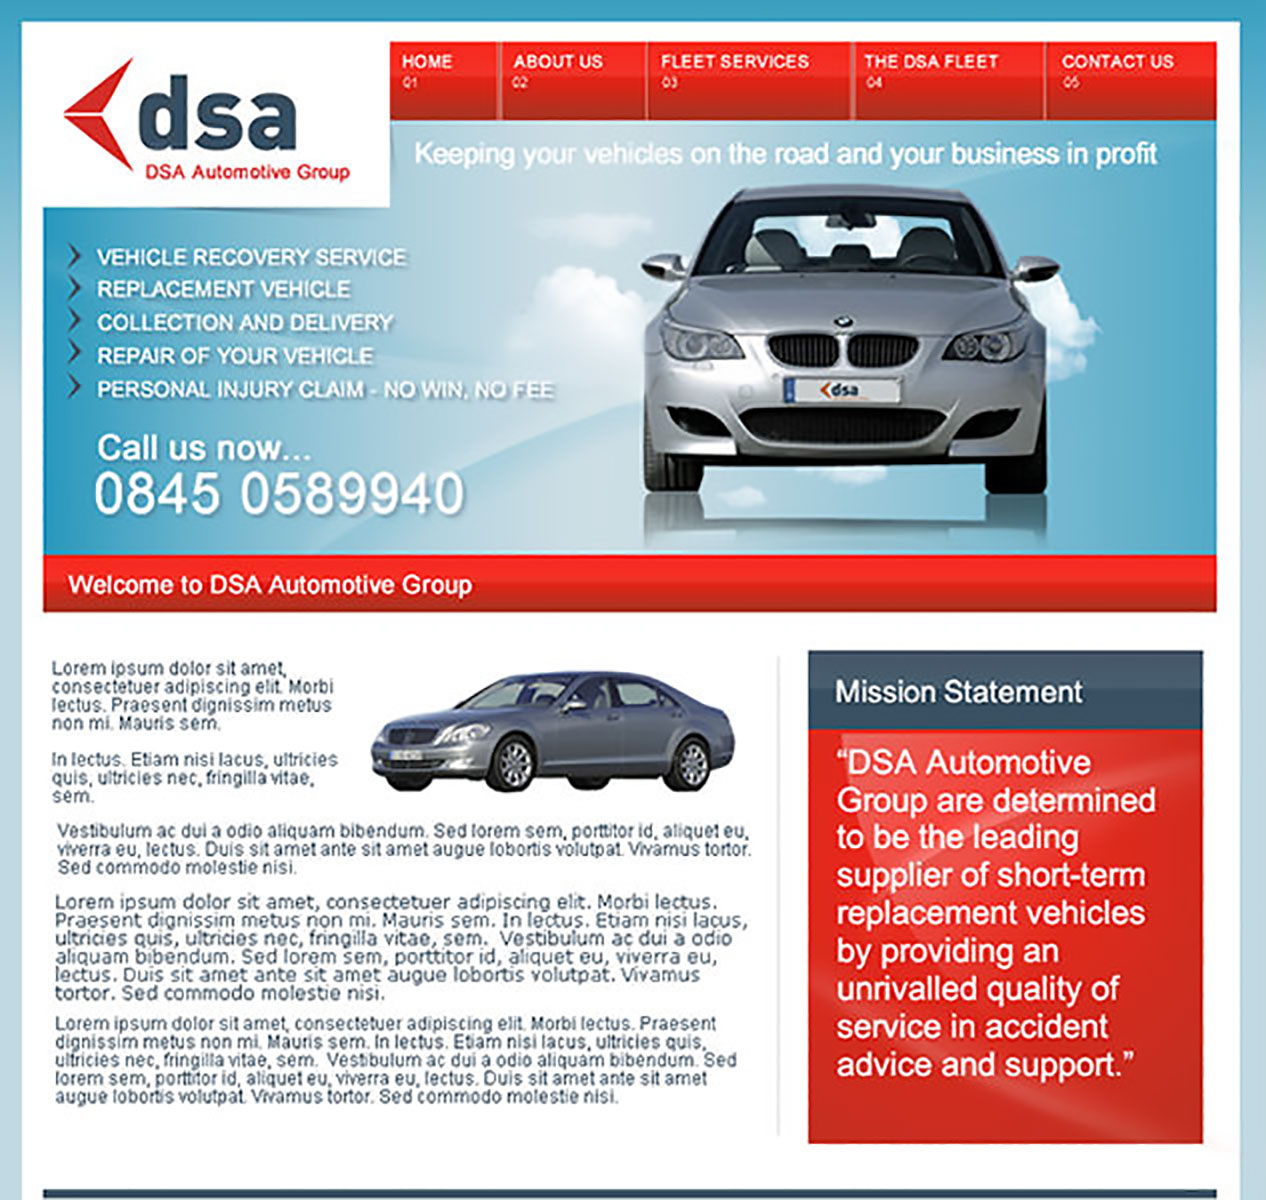 dsa
DSA Automotive Group
HOME
01
ABOUT US
02
FLEET SERVICES
03
THE DSA FLEET
04
CONTACT US
05
Keeping your vehicles on the road and your business in profit
VEHICLE RECOVERY SERVICE
REPLACEMENT VEHICLE
COLLECTION AND DELIVERY
REPAIR OF YOUR VEHICLE
PERSONAL INJURY CLAIM - NO WIN, NO FEE
Call us now...
0845 0589940
dsa
Welcome to DSA Automotive Group
Lorem ipsum dolor sit amet,
consectetuer adipiscing elit. Morbi
lectus. Praesent dignissim metus
non mi. Mauris sem.
In lectus. Etiam nisi lacus, ultricies
quis, ultricies nec, fringilla vitae,
sem.
Vestibulum ac dui a odio aliquam bibendum. Sed lorem sem, porttitor id, aliquet eu,
viverra eu, lectus. Duis sit amet ante sit amet augue lobortis volutpat. Vivamus tortor.
Sed commodo molestie nisi.
Lorem ipsum dolor sit amet, consectetuer adipiscing elit. Morbi lectus.
Praesent dignissim metus non mi. Mauris sem. In lectus. Etiam nisi lacus,
ultricies quis, ultricies nec, fringilla vitae, sem. Vestibulum ac dui a odio
aliquam bibendum. Sed lorem sem, porttitor id, aliquet eu, viverra eu,
lectus. Duis sit amet ante sit amet augue lobortis volutpat. Vivamus
tortor. Sed commodo molestie nisi.
Lorem ipsum dolor sit amet, consectetuer adipiscing elit. Morbi lectus. Praesent
dignissim metus non mi. Mauris sem. In lectus. Etiam nisi lacus, ultricies quis,
ultricies nec, fringilla vitae, sem. Vestibulum ac dui a odio aliquam bibendum. Sed
lorem sem, porttitor id, aliquet eu, viverra eu, lectus. Duis sit amet ante sit amet
augue lobortis volutpat. Vivamus tortor. Sed commodo molestie nisi.
Mission Statement
“DSA Automotive
Group are determined
to be the leading
supplier of short-term
replacement vehicles
by providing an
unrivalled quality of
service in accident
advice and support.”